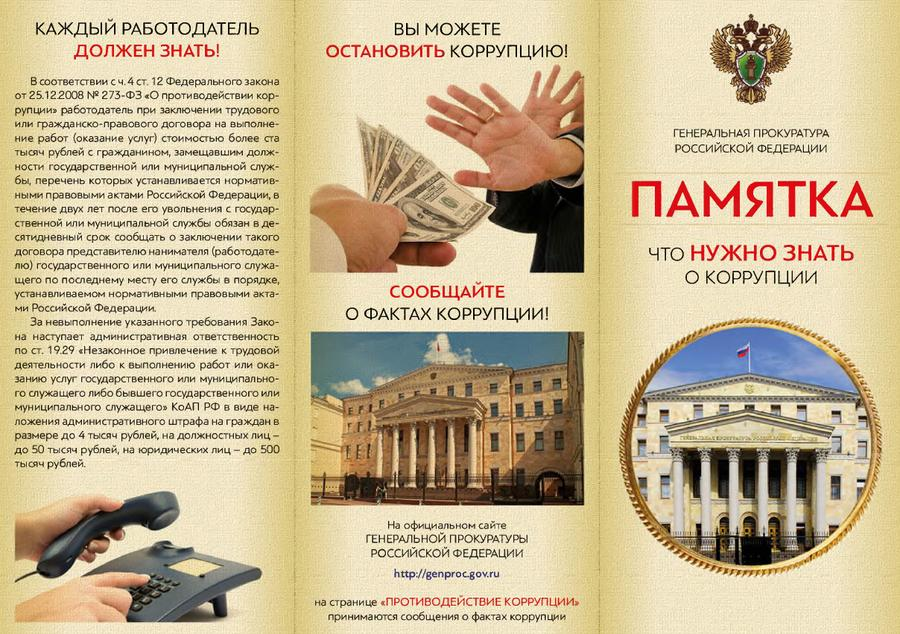 КАЖДЫЙ РАБОТОДАТЕЛЬ
ДОЛЖЕН ЗНАТЬ!
В соответствии с ч. 4 ст. 12 Федерального закона
от 25.12.2008 № 273-ФЗ «О противодействии кор-
рупции» работодатель при заключении трудового
или гражданско-правового договора на выполне-
ние работ (оказание услуг) стоимостью более ста
тысяч рублей с гражданином, замещавшим долж-
ности государственной или муниципальной служ-
бы, перечень которых устанавливается норматив-
ными правовыми актами Российской Федерации, в
течение двух лет после его увольнения с государ-
ственной или муниципальной службы обязан в де-
сятидневный срок сообщать о заключении такого
договора представителю нанимателя (работодате-
лю) государственного или муниципального служа-
щего по последнему месту его службы в порядке,
устанавливаемом нормативными правовыми акта-
ми Российской Федерации.
За невыполнение указанного требования Зако-
на наступает административная ответственность
по ст. 19.29 «Незаконное привлечение к трудовой
деятельности либо к выполнению работ или ока-
занию услуг государственного или муниципально-
го служащего либо бывшего государственного или
муниципального служащего» КоАП РФ в виде на-
ложения административного штрафа на граждан в
размере до 4 тысяч рублей, на должностных лиц –
до 50 тысяч рублей, на юридических лиц – до 500
тысяч рублей.
ВЫ МОЖЕТЕ
ОСТАНОВИТЬ КОРРУПЦИЮ!
СООБЩАЙТЕ
О ФАКТАХ КОРРУПЦИИ!
На официальном сайте
ГЕНЕРАЛЬНОЙ ПРОКУРАТУРЫ
РОССИЙСКОЙ ФЕДЕРАЦИИ
http://genproc.gov.ru
на странице «ПРОТИВОДЕЙСТВИЕ КОРРУПЦИИ»
принимаются сообщения о фактах коррупции
ГЕНЕРАЛЬНАЯ ПРОКУРАТУРА
РОССИЙСКОЙ ФЕДЕРАЦИИ
ПАМЯТКА
ЧТО НУЖНО ЗНАТЬ
О КОРРУПЦИИ
ГЕНЕРАЛЬНАЯ ПРОКУРАТУРА РОССИЙСКОЙ ФЕДЕРАЦИИ